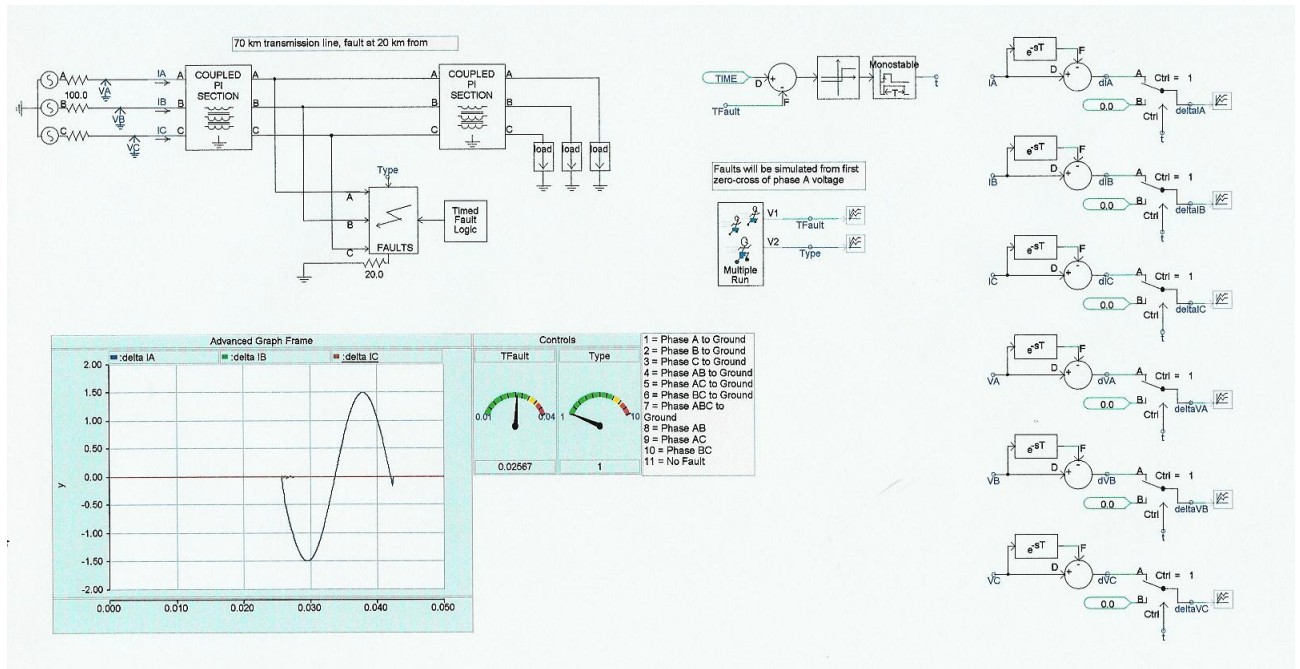 70 km transmission line, fault at 20 km from
A
B
C
100.0
VA
VB
VC
IA
IB
IC
A
B
C
COUPLED
PI
SECTION
A
B
C
A
B
C
COUPLED
PI
SECTION
A
B
C
load
load
load
Type
A
B
C
FAULTS
20.0
Timed
Fault
Logic
TIME
D
+
-
F
TFault
Monostable
T
t
Faults will be simulated from first
zero-cross of phase A voltage
V1
TFault
V2
Type
Multiple
Run
IA
e-sT
F
D
+
-
dIA
A
Ctrl = 1
0.0
B
Ctrl
deltaIA
t
IB
e-sT
F
D
+
-
dIB
A
Ctrl = 1
0.0
B
Ctrl
deltaIB
t
IC
e-sT
F
D
+
-
dIC
A
Ctrl = 1
0.0
B
Ctrl
deltaIC
t
VA
e-sT
F
D
+
-
dVA
A
Ctrl = 1
0.0
B
Ctrl
deltaVA
t
VB
e-sT
F
D
+
-
dVB
A
Ctrl = 1
0.0
B
Ctrl
deltaVB
t
VC
e-sT
F
D
+
-
dVC
A
Ctrl = 1
0.0
B
Ctrl
deltaVC
t
Advanced Graph Frame
:delta IA
:delta IB
:delta IC
2.00
1.50
1.00
0.50
0.00
-0.50
-1.00
-1.50
-2.00
y
0.000
0.010
0.020
0.030
0.040
0.050
Controls
TFault
Type
0.01
0.04
1
10
0.02567
1
1 = Phase A to Ground
2 = Phase B to Ground
3 = Phase C to Ground
4 = Phase AB to Ground
5 = Phase AC to Ground
6 = Phase BC to Ground
7 = Phase ABC to
Ground
8 = Phase AB
9 = Phase AC
10 = Phase BC
11 = No Fault